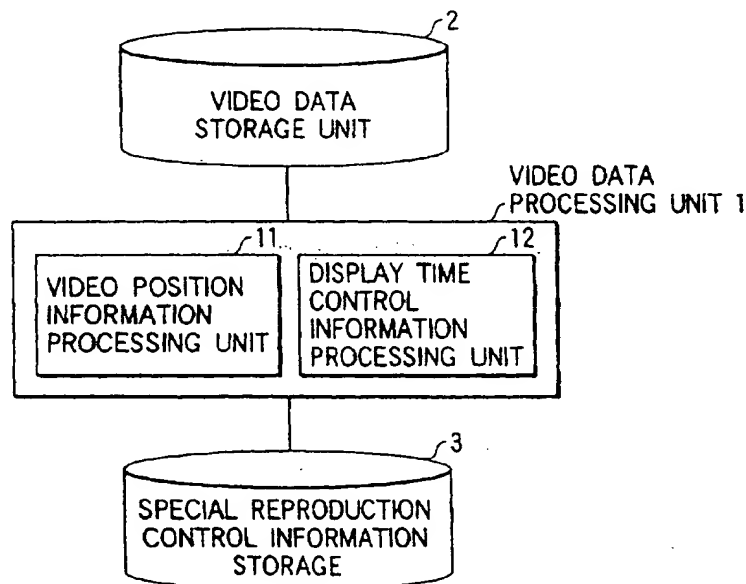 2
VIDEO DATA
STORAGE UNIT
VIDEO DATA
PROCESSING UNIT 1
11
VIDEO POSITION
INFORMATION
PROCESSING UNIT
12
DISPLAY TIME
CONTROL
INFORMATION
PROCESSING UNIT
3
SPECIAL REPRODUCTION
CONTROL INFORMATION
STORAGE